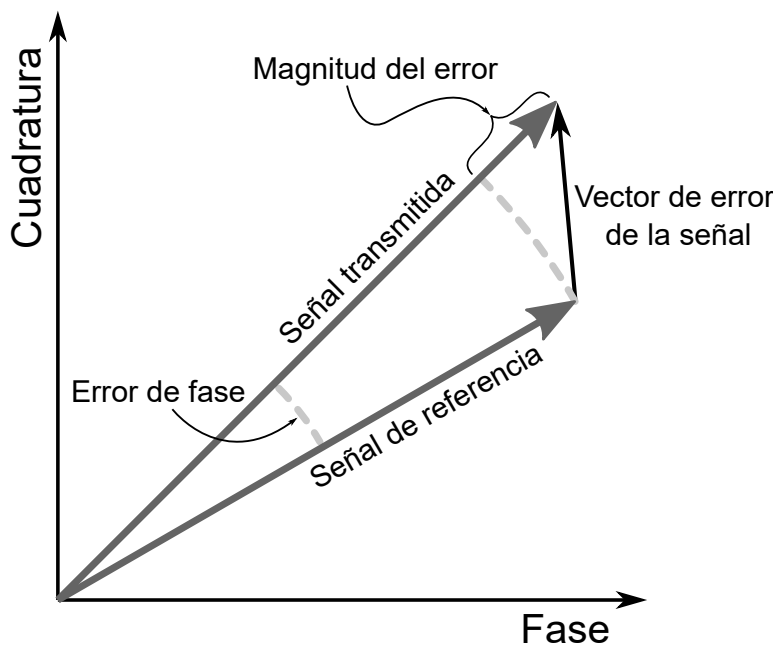 Cuadratura
Magnitud del error
Señal transmitida
Vector de error
de la señal
Error de fase
Señal de referencia
Fase